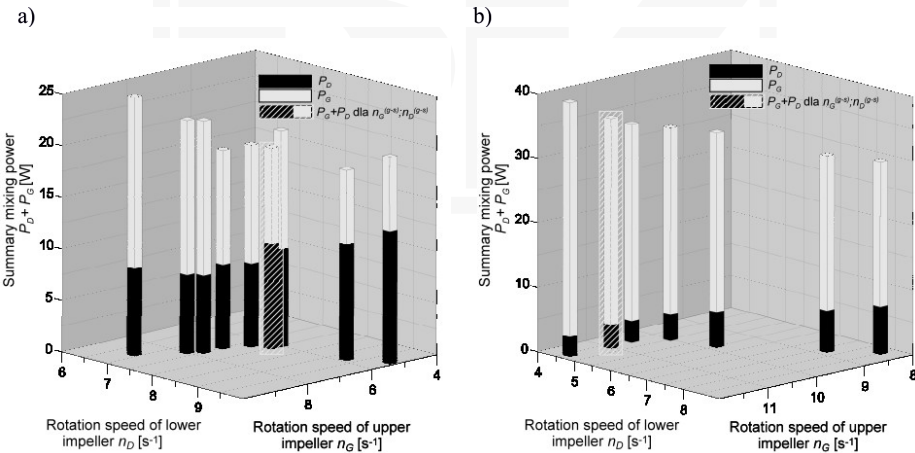 a)
P_D
P_G
P_G+P_D dla n_G^(g-s);n_D^(g-s)
Summary mixing power
P_D + P_G [W]
25
20
15
10
5
0
6
7
8
9
8
6
4
Rotation speed of lower
impeller n_D [s⁻¹]
Rotation speed of upper
impeller n_G [s⁻¹]
b)
P_D
P_G
P_G+P_D dla n_G^(g-s);n_D^(g-s)
Summary mixing power
P_D + P_G [W]
40
30
20
10
0
4
5
6
7
8
11
10
9
8
Rotation speed of lower
impeller n_D [s⁻¹]
Rotation speed of upper
impeller n_G [s⁻¹]